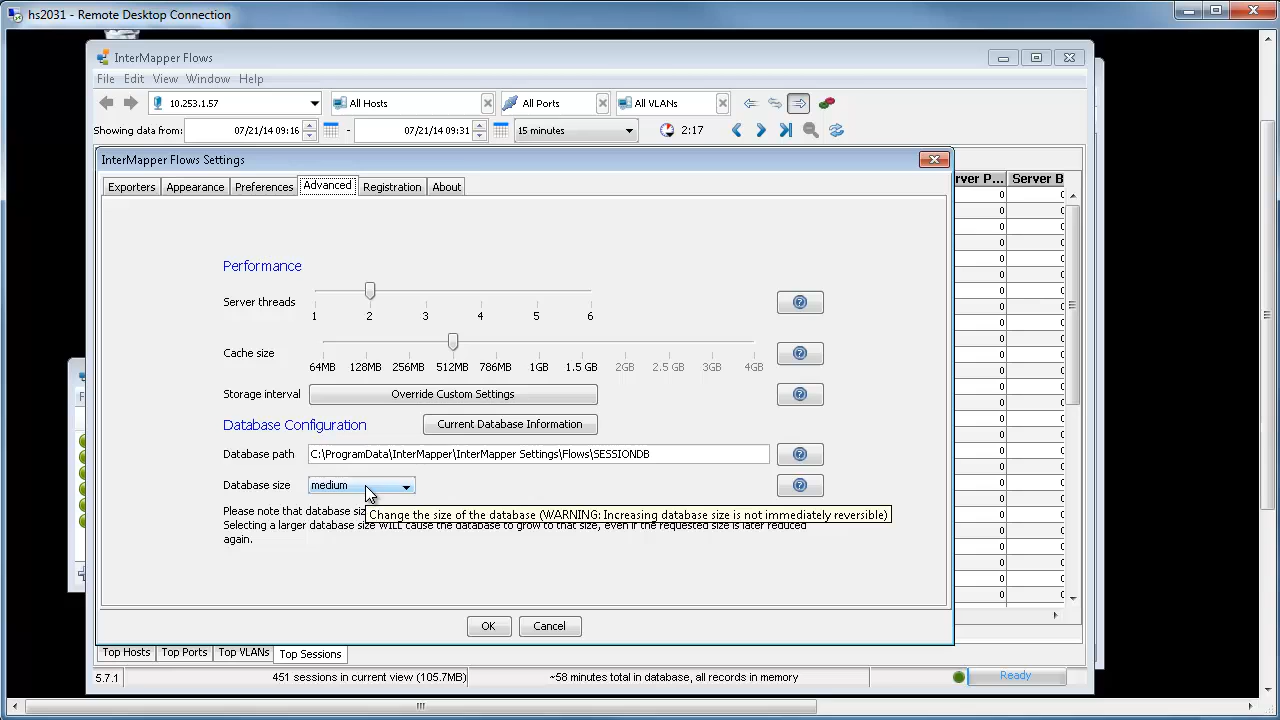 hs2031 - Remote Desktop Connection
InterMapper Flows
File Edit View Window Help
10.253.1.57 All Hosts All Ports All VLANs
Showing data from: 07/21/14 09:16 - 07/21/14 09:31 15 minutes 2:17
InterMapper Flows Settings
Exporters Appearance Preferences Advanced Registration About
rver P... Server B
Performance
Server threads
1 2 3 4 5 6
Cache size
64MB 128MB 256MB 512MB 786MB 1GB 1.5 GB 2GB 2.5 GB 3GB 4GB
Storage interval Override Custom Settings
Database Configuration Current Database Information
Database path C:\ProgramData\InterMapper\InterMapper Settings\Flows\SESSIONDB
Database size medium
Please note that database siz
Change the size of the database (WARNING: Increasing database size is not immediately reversible)
Selecting a larger database size WILL cause the database to grow to that size, even if the requested size is later reduced
again.
OK Cancel
Top Hosts Top Ports Top VLANs Top Sessions
5.7.1 451 sessions in current view (105.7MB) ~58 minutes total in database, all records in memory Ready